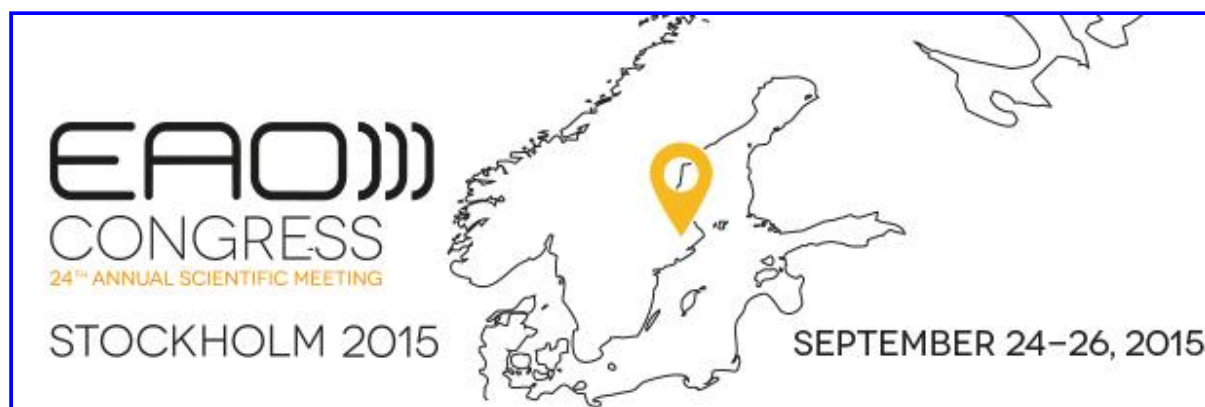 EAO)))
CONGRESS
24TH ANNUAL SCIENTIFIC MEETING
STOCKHOLM 2015
SEPTEMBER 24–26, 2015